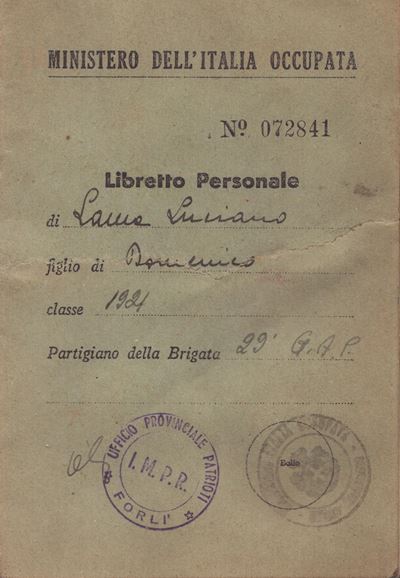 MINISTERO DELL'ITALIA OCCUPATA
Nº 072841
Libretto Personale
di Lama Luciano
figlio di Domenico
classe 1921
Partigiano della Brigata 29ª G.A.P.
UFFICIO PROVINCIALE PATRIOTI
I.M.P.R.
FORLI'
Bollo